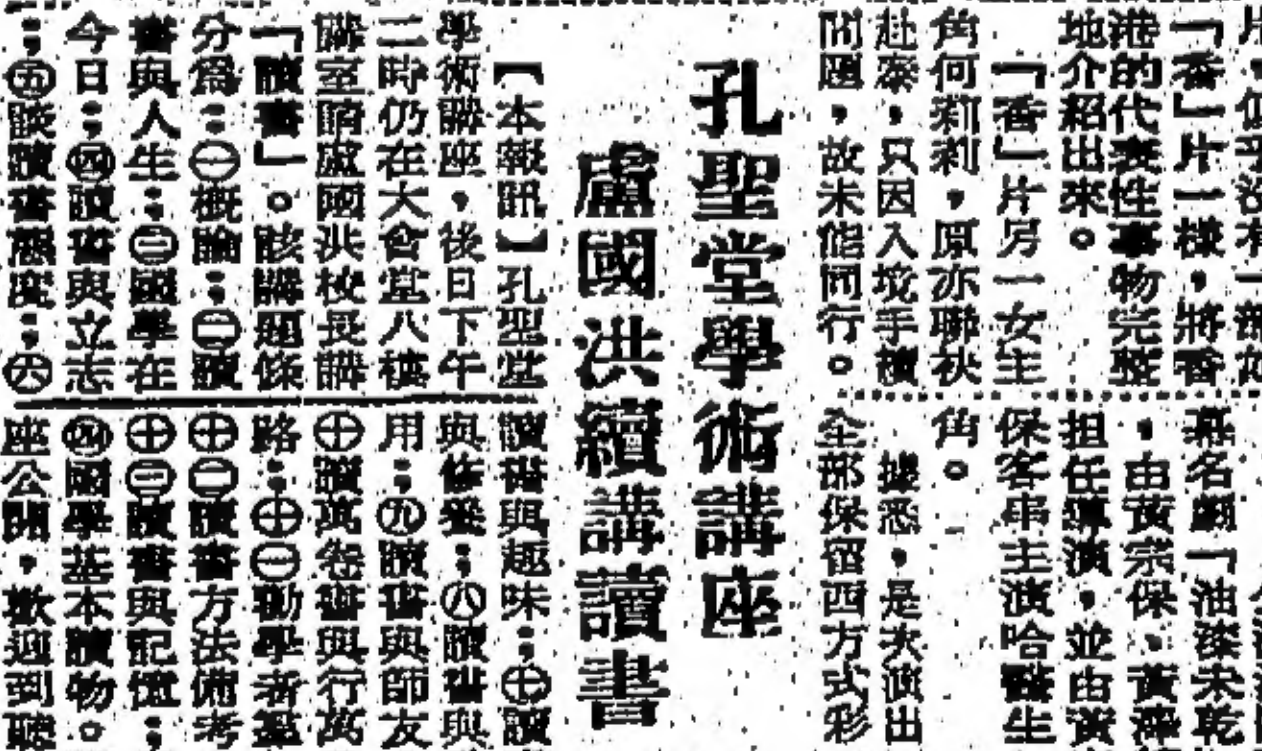 「香」片一樣，將香
港的代表性事物完整
地介紹出來。
「香」片另一女主
角何莉莉，原亦聯袂
赴泰，只因入境手續
問題，故未能同行。
名劇「油漆未乾
，由黃宗保、黃
担任導演，並由黃
保客串主演哈醫生
角。
據悉，是次演出
全部保留西方式彩
孔聖堂學術講座
盧國洪續講讀書
【本報訊】孔聖堂
學術講座，後日下午
二時仍在大會堂八樓
講室請盧國洪校長講
「讀書」。該講題條
分爲：㊀概論；㊁讀
書與人生；㊂國學在
今日；㊃讀書與立志
；㊄談讀書態度；㊅
讀書與趣味；㊆讀
與修養；㊇讀書與
用；㊈讀書與師友
㊉讀萬卷書與行萬
路；㊉㊀勸學者
㊉㊁讀書方法備考
㊉㊂讀書與記憶；
㊃國學基本讀物。
座公開，歡迎到聽